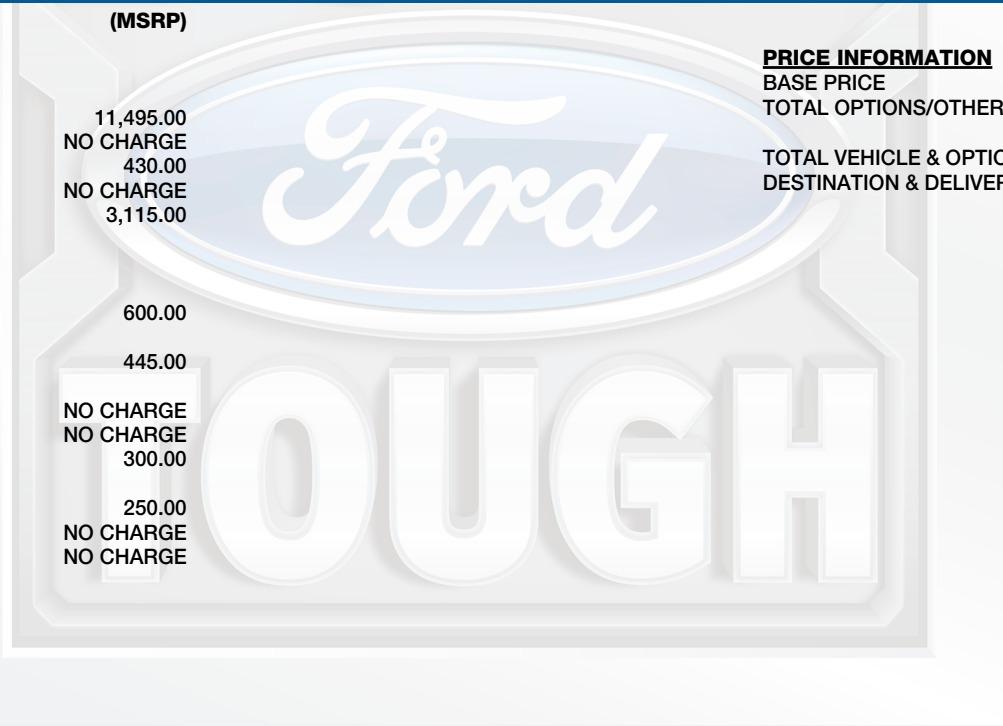 (MSRP)
11,495.00
NO CHARGE
430.00
NO CHARGE
3,115.00
600.00
445.00
NO CHARGE
NO CHARGE
300.00
250.00
NO CHARGE
NO CHARGE
PRICE INFORMATION
BASE PRICE
TOTAL OPTIONS/OTHER
TOTAL VEHICLE & OPTIO
DESTINATION & DELIVER
Ford
TOUGH